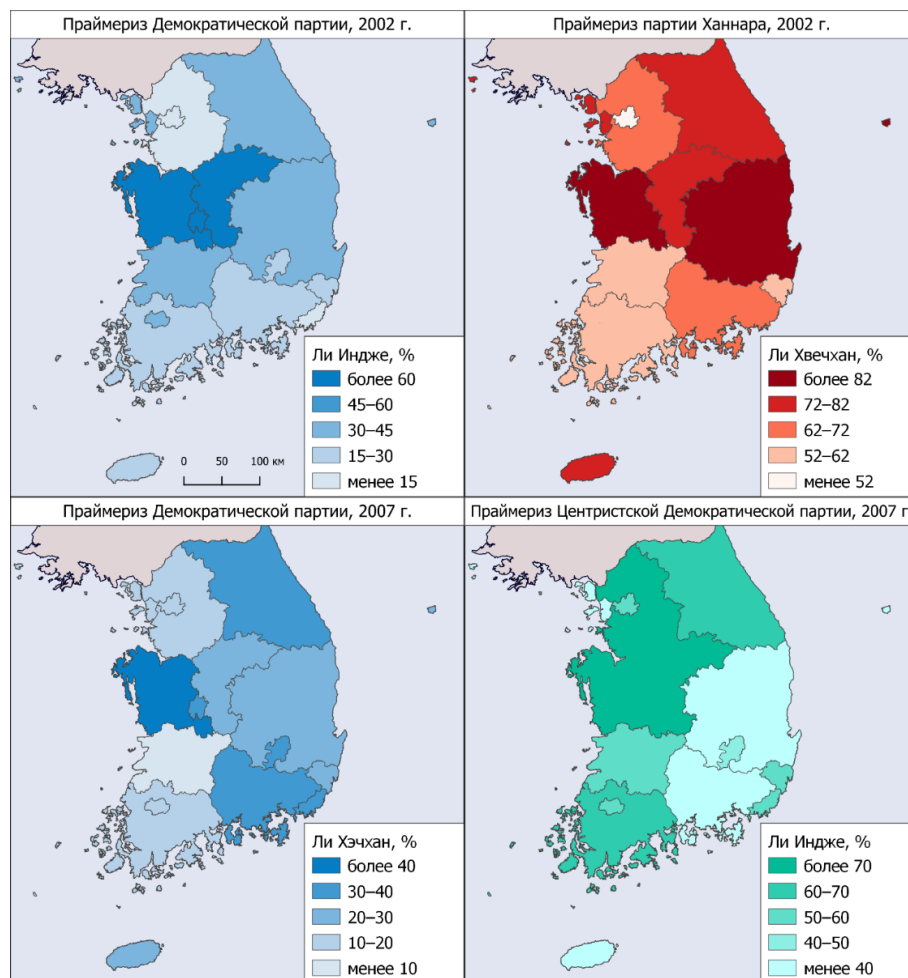 Праймериз Демократической партии, 2002 г.
Ли Индже, %
более 60
45–60
30–45
15–30
менее 15
0 50 100 км
Праймериз партии Ханнара, 2002 г.
Ли Хвечхан, %
более 82
72–82
62–72
52–62
менее 52
Праймериз Демократической партии, 2007 г.
Ли Хэчхан, %
более 40
30–40
20–30
10–20
менее 10
Праймериз Центристской Демократической партии, 2007 г
Ли Индже, %
более 70
60–70
50–60
40–50
менее 40